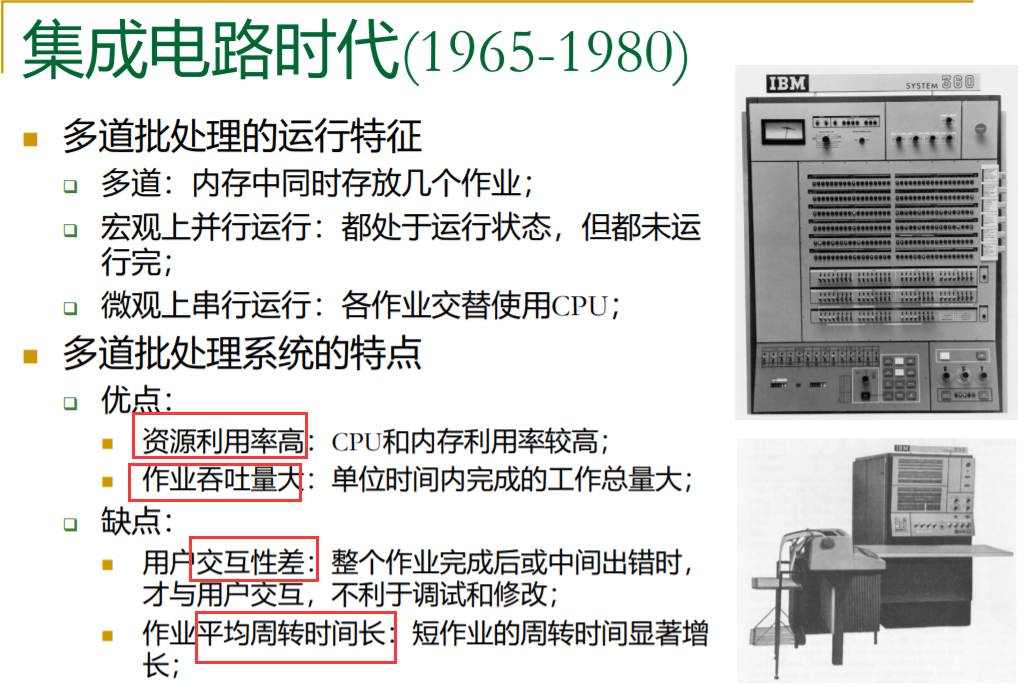 集成电路时代(1965-1980)
多道批处理的运行特征
多道：内存中同时存放几个作业；
宏观上并行运行：都处于运行状态，但都未运
行完；
微观上串行运行：各作业交替使用CPU；
多道批处理系统的特点
优点：
资源利用率高：CPU和内存利用率较高；
作业吞吐量大：单位时间内完成的工作总量大；
缺点：
用户交互性差：整个作业完成后或中间出错时，
才与用户交互，不利于调试和修改；
作业平均周转时间长：短作业的周转时间显著增
长；
IBM
SYSTEM 360
IBM